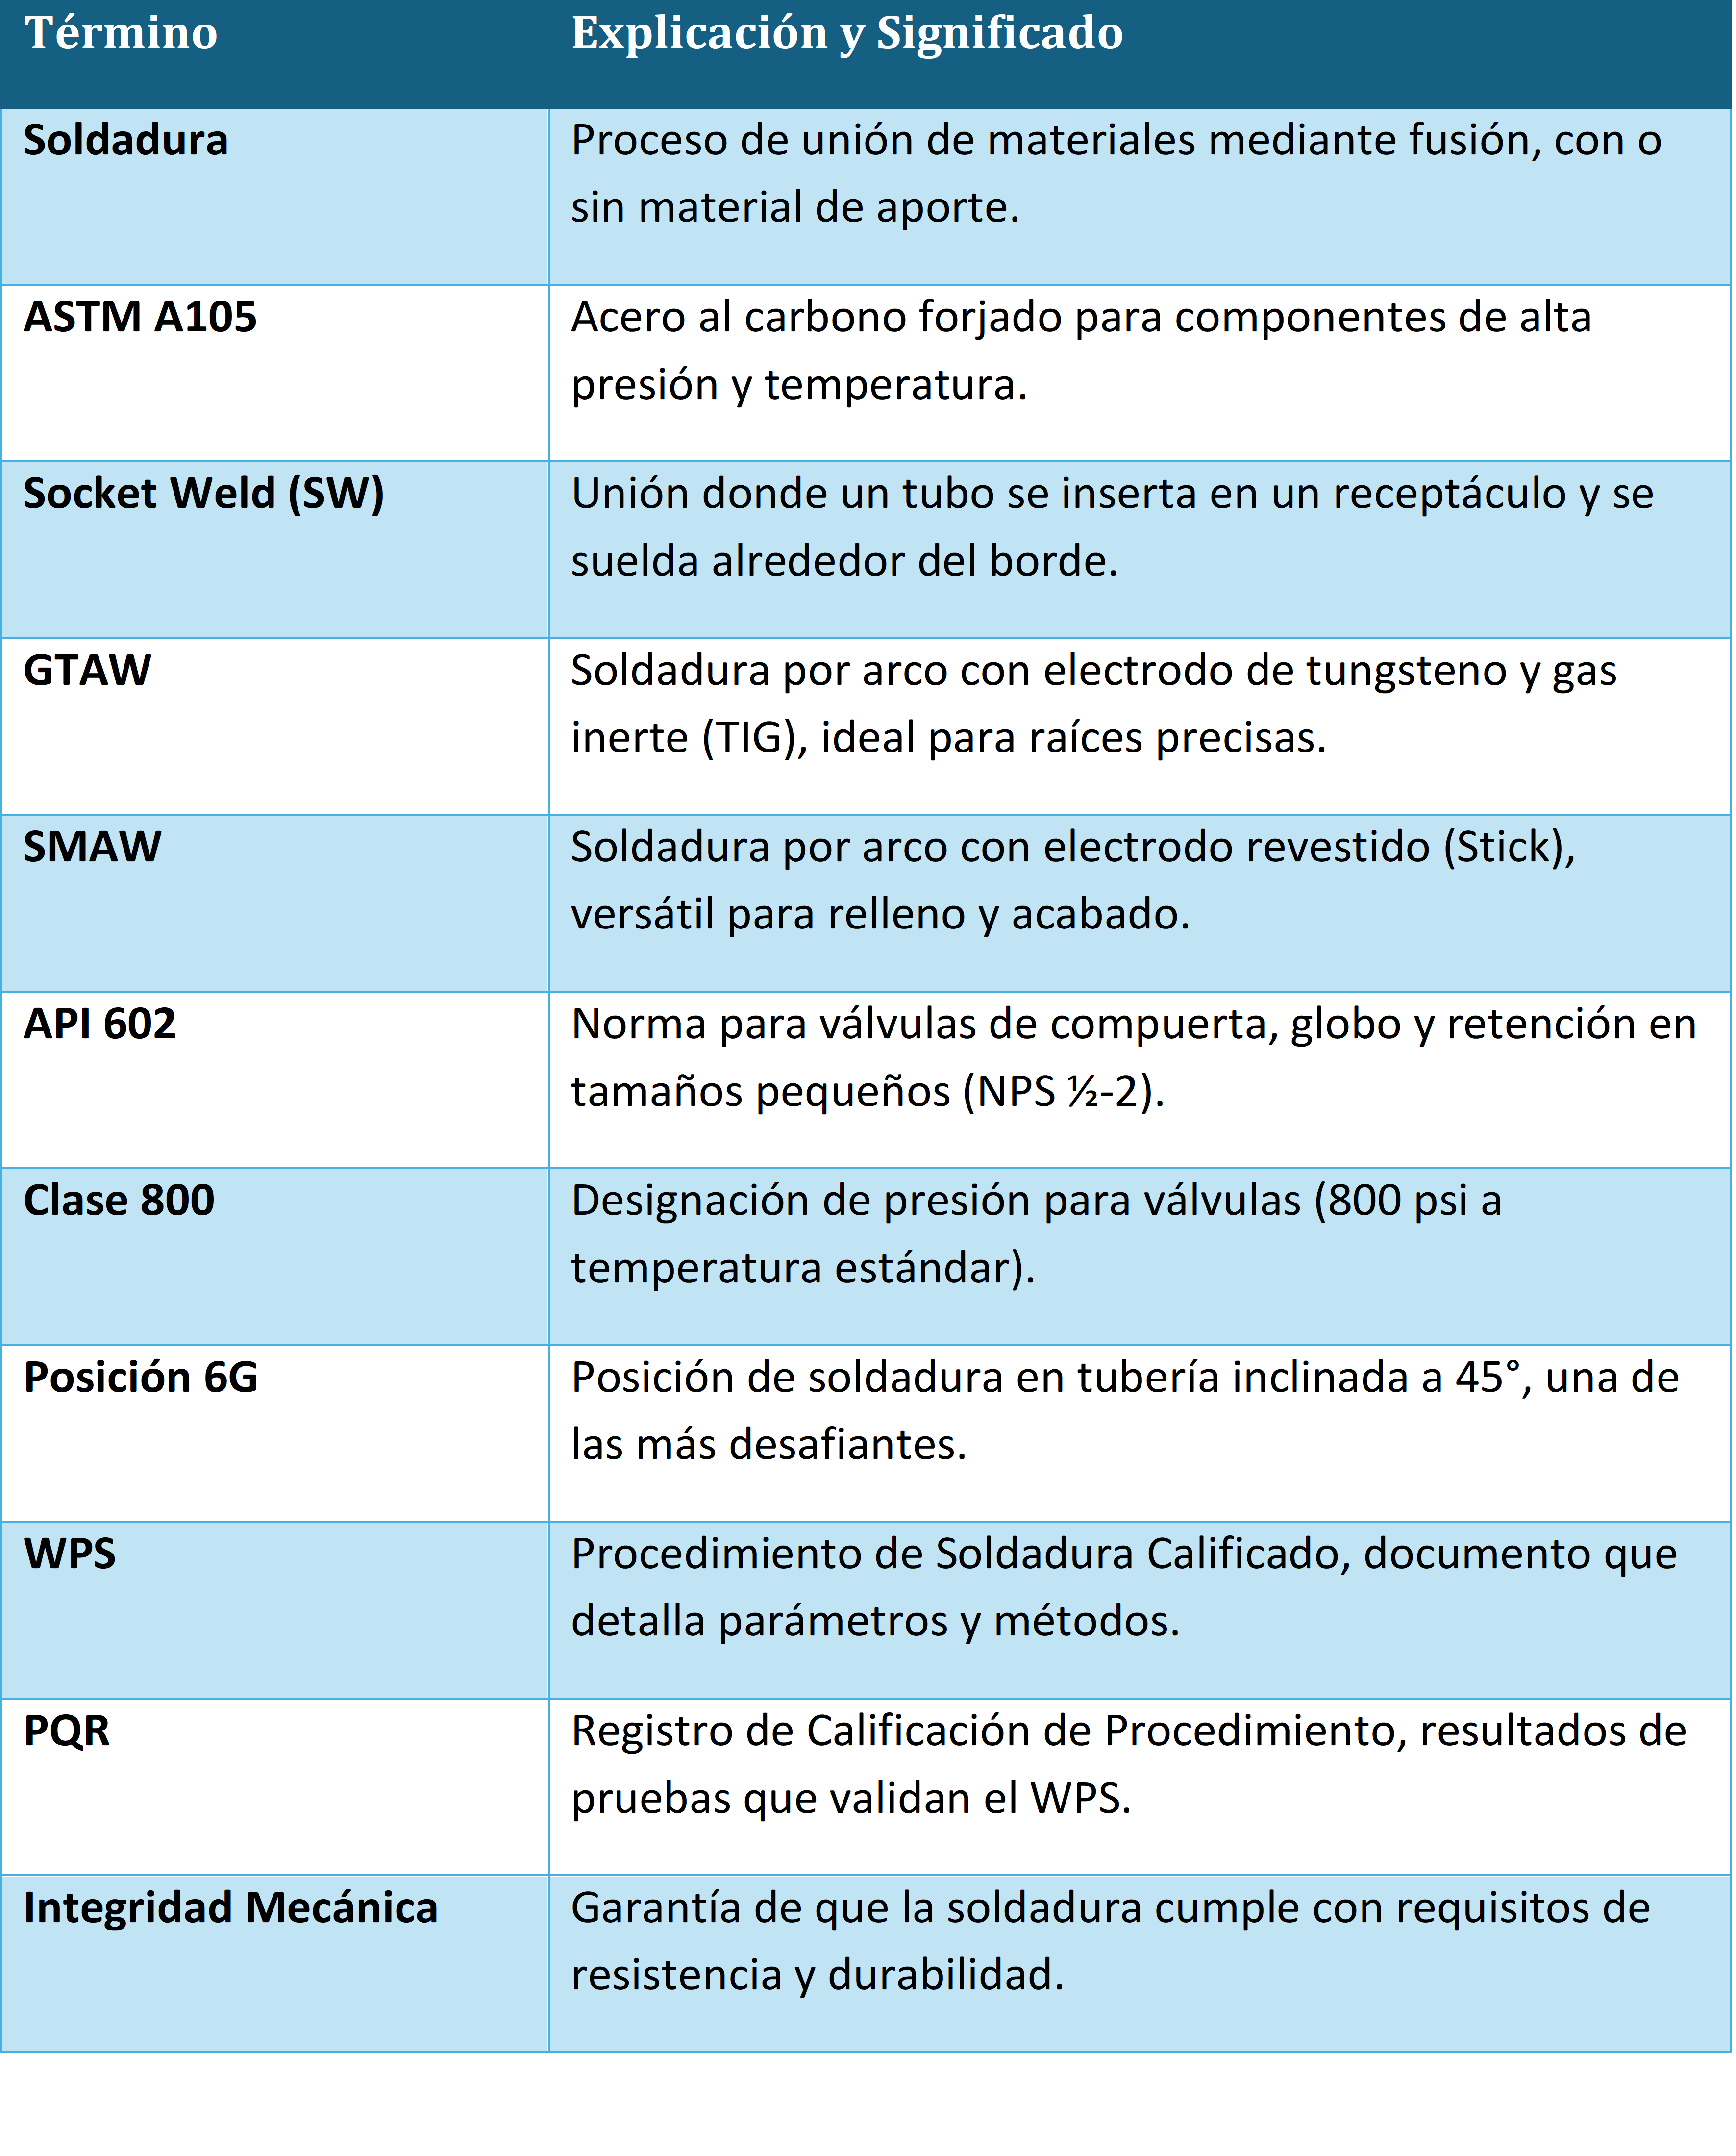 Término
Explicación y Significado
Soldadura
Proceso de unión de materiales mediante fusión, con o
sin material de aporte.
ASTM A105
Acero al carbono forjado para componentes de alta
presión y temperatura.
Socket Weld (SW)
Unión donde un tubo se inserta en un receptáculo y se
suelda alrededor del borde.
GTAW
Soldadura por arco con electrodo de tungsteno y gas
inerte (TIG), ideal para raíces precisas.
SMAW
Soldadura por arco con electrodo revestido (Stick),
versátil para relleno y acabado.
API 602
Norma para válvulas de compuerta, globo y retención en
tamaños pequeños (NPS ½-2).
Clase 800
Designación de presión para válvulas (800 psi a
temperatura estándar).
Posición 6G
Posición de soldadura en tubería inclinada a 45°, una de
las más desafiantes.
WPS
Procedimiento de Soldadura Calificado, documento que
detalla parámetros y métodos.
PQR
Registro de Calificación de Procedimiento, resultados de
pruebas que validan el WPS.
Integridad Mecánica
Garantía de que la soldadura cumple con requisitos de
resistencia y durabilidad.